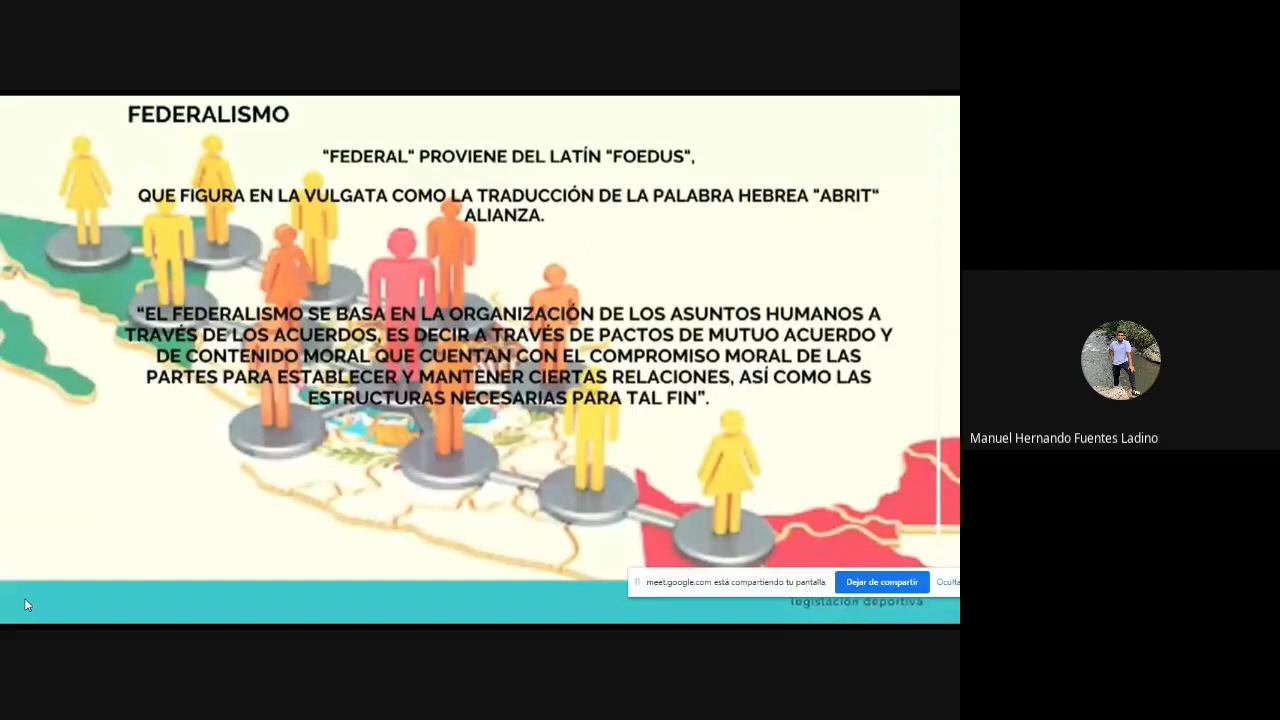 FEDERALISMO
"FEDERAL" PROVIENE DEL LATÍN "FOEDUS",
QUE FIGURA EN LA VULGATA COMO LA TRADUCCIÓN DE LA PALABRA HEBREA "ABRIT"
ALIANZA.
"EL FEDERALISMO SE BASA EN LA ORGANIZACIÓN DE LOS ASUNTOS HUMANOS A
TRAVÉS DE LOS ACUERDOS, ES DECIR A TRAVÉS DE PACTOS DE MUTUO ACUERDO Y
DE CONTENIDO MORAL QUE CUENTAN CON EL COMPROMISO MORAL DE LAS
PARTES PARA ESTABLECER Y MANTENER CIERTAS RELACIONES, ASÍ COMO LAS
ESTRUCTURAS NECESARIAS PARA TAL FIN".
meet.google.com está compartiendo tu pantalla. Dejar de compartir Oculta
legislación deportiva
Manuel Hernando Fuentes Ladino